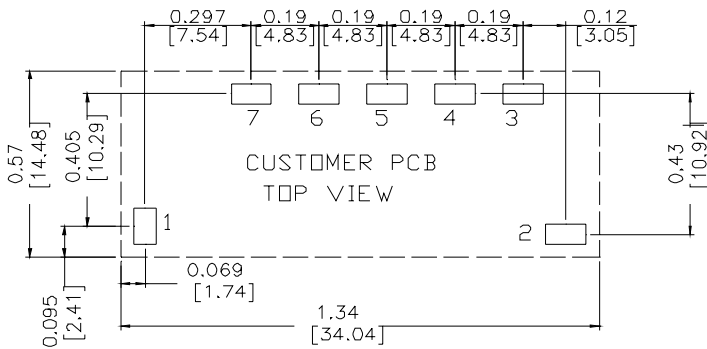 0.297 0.19 0.19 0.19 0.19 0.12
[7.54] [4.83] [4.83] [4.83] [4.83] [3.05]
7 6 5 4 3
0.57
[14.48]
0.405
[10.29]
CUSTOMER PCB
TOP VIEW
0.43
[10.92]
1
2
0.069
[1.74]
0.095
[2.41]
1.34
[34.04]